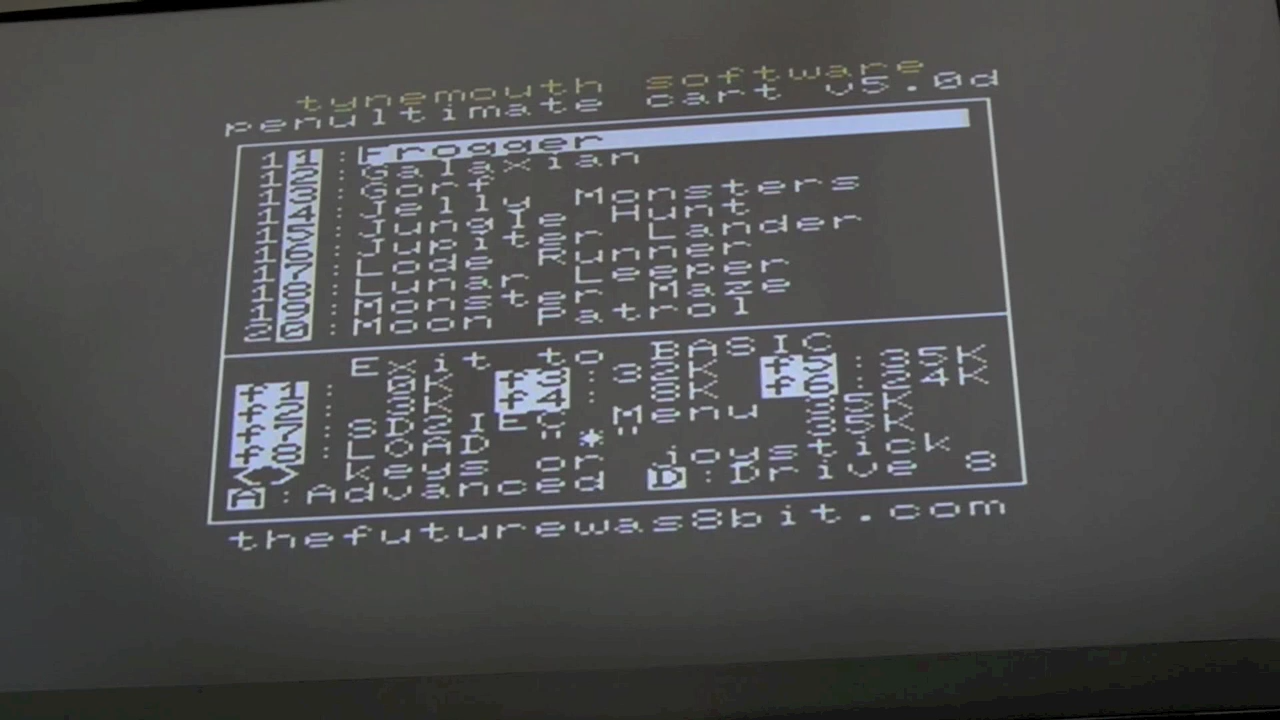 tynemouth software
penultimate cart v5.0d
11:Frogger
12:Galaxian
13:Gorf
14:Jelly Monsters
15:Jungle Hunt
16:Jupiter Lander
17:Lode Runner
18:Lunar Leeper
19:Monster Maze
20:Moon Patrol
Exit to BASIC
f1: 0K f3: 32K f5: 35K
f2: 3K f4: 8K f6: 24K
f7: SD2IEC Menu 35K
f8: LOAD "*" 35K
<> keys or joystick
A:Advanced D:Drive 8
thefuturewas8bit.com